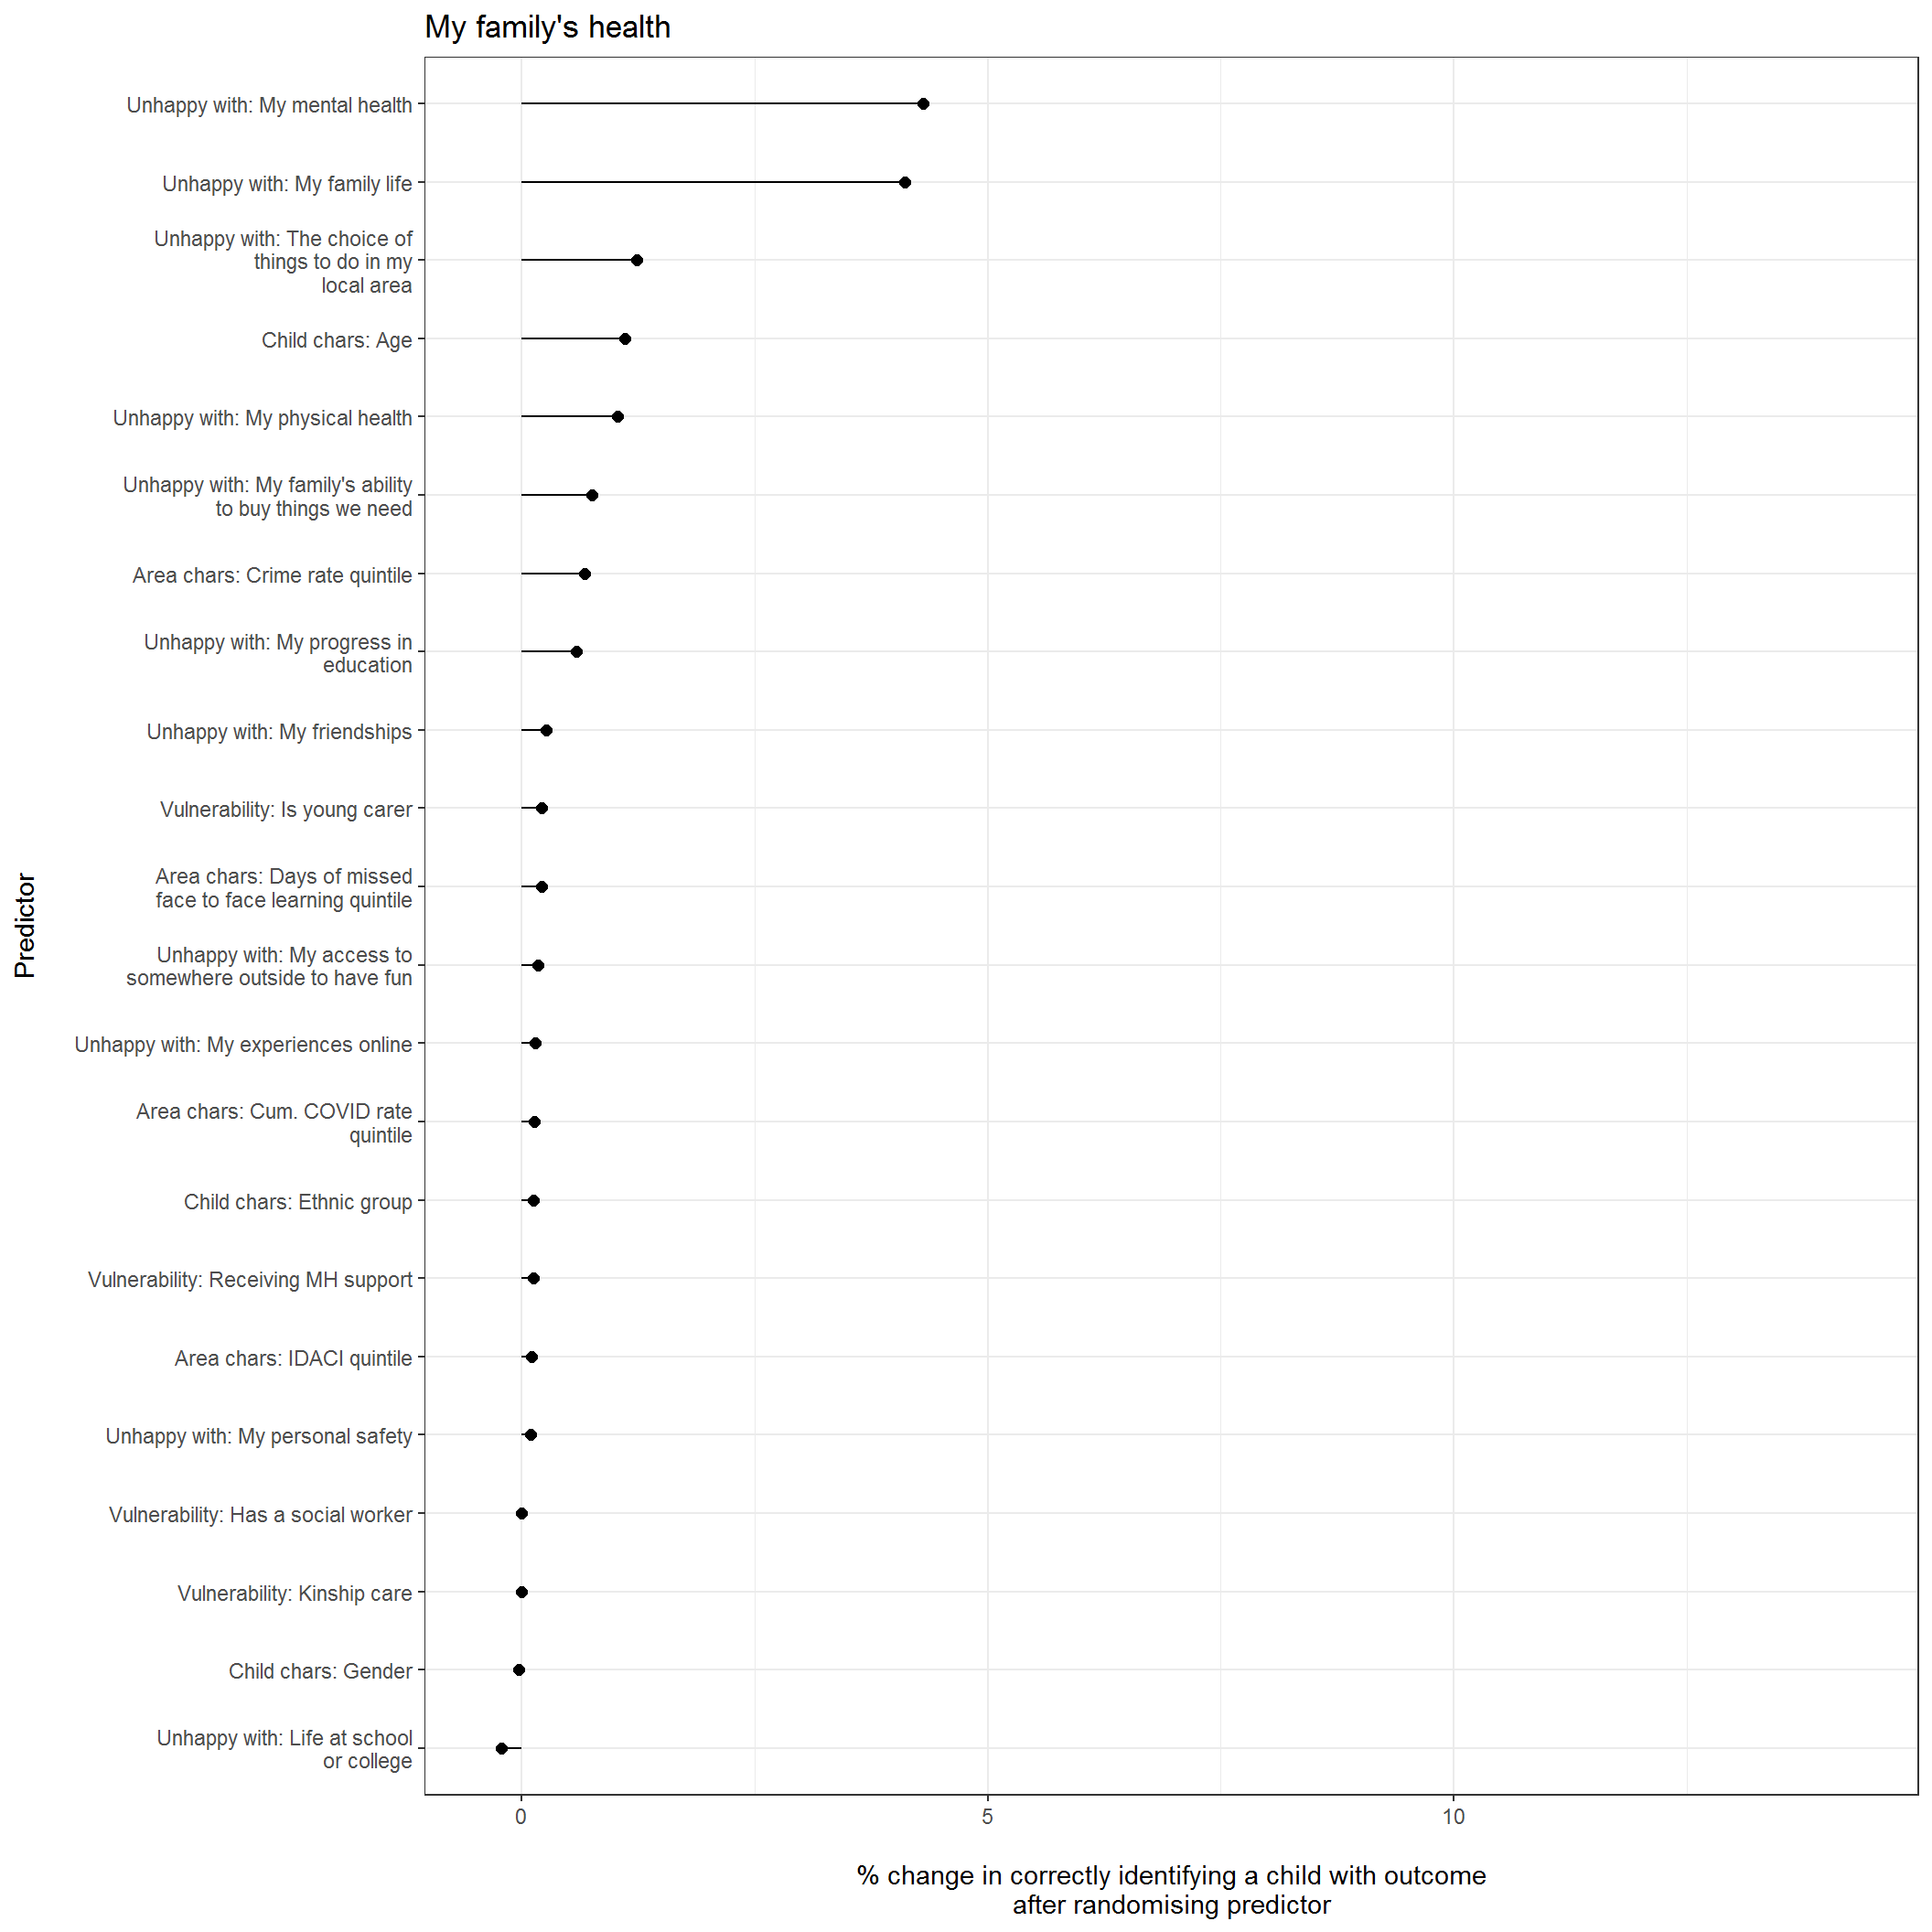 My family's health
Unhappy with: My mental health
Unhappy with: My family life
Unhappy with: The choice of
things to do in my
local area
Child chars: Age
Unhappy with: My physical health
Unhappy with: My family's ability
to buy things we need
Area chars: Crime rate quintile
Unhappy with: My progress in
education
Unhappy with: My friendships
Vulnerability: Is young carer
Area chars: Days of missed
face to face learning quintile
Unhappy with: My access to
somewhere outside to have fun
Unhappy with: My experiences online
Area chars: Cum. COVID rate
quintile
Child chars: Ethnic group
Vulnerability: Receiving MH support
Area chars: IDACI quintile
Unhappy with: My personal safety
Vulnerability: Has a social worker
Vulnerability: Kinship care
Child chars: Gender
Unhappy with: Life at school
or college
Predictor
0 5 10
% change in correctly identifying a child with outcome
after randomising predictor